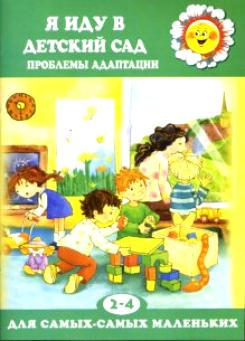 Я ИДУ В
ДЕТСКИЙ САД
ПРОБЛЕМЫ АДАПТАЦИИ
2-4
ДЛЯ САМЫХ-САМЫХ МАЛЕНЬКИХ